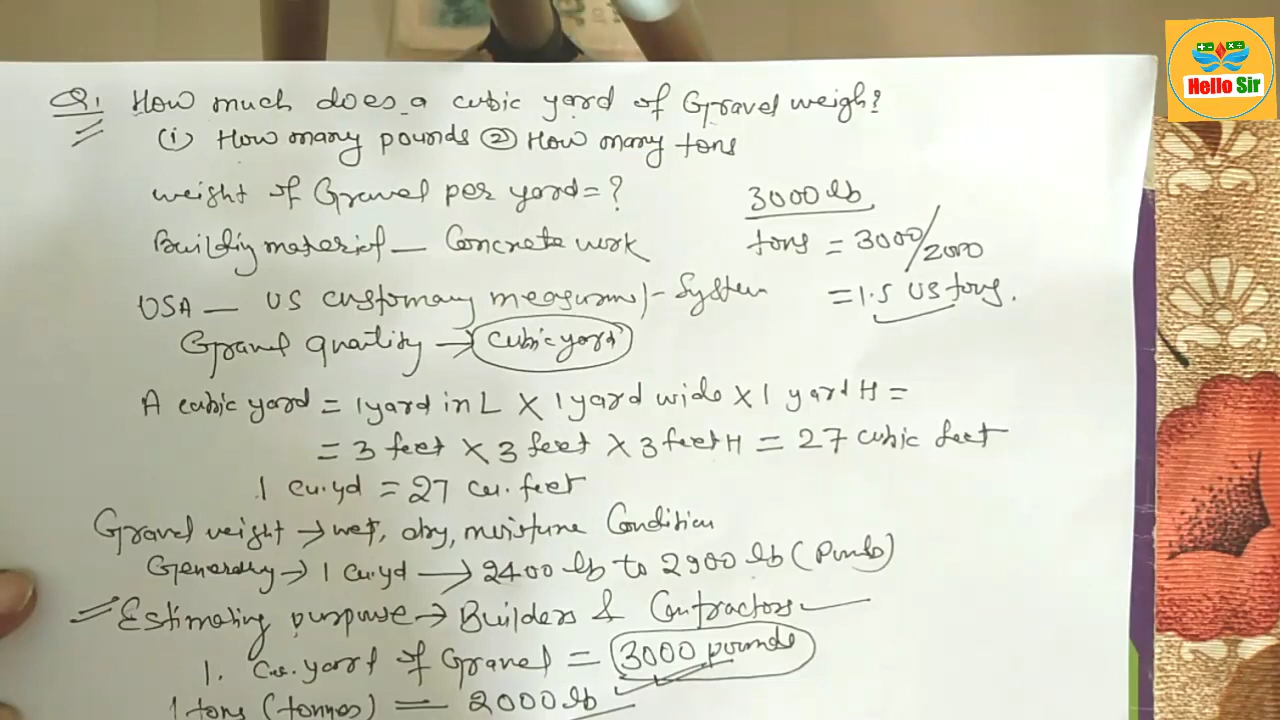 Q1 How much does a cubic yard of Gravel weigh?
(i) How many pounds (2) How many tons
weight of Gravel per yard = ?
Building material — Concrete work
USA — US customary measurement System
Gravel quantity → cubic yard
3000 lb
tons = 3000/2000
= 1.5 US tons.
A cubic yard = 1 yard in L X 1 yard wide X 1 yard H =
= 3 feet X 3 feet X 3 feet H = 27 cubic feet
1 cu.yd = 27 cu. feet
Gravel weight → wet, dry, moisture Condition
Generally → 1 cu.yd → 2400 lb to 2900 lb (Pounds)
Estimating purpose → Builders & Contractors —
1. Cu. yard of Gravel = 3000 pounds
1 tons (tonnes) = 2000 lb
Hello Sir